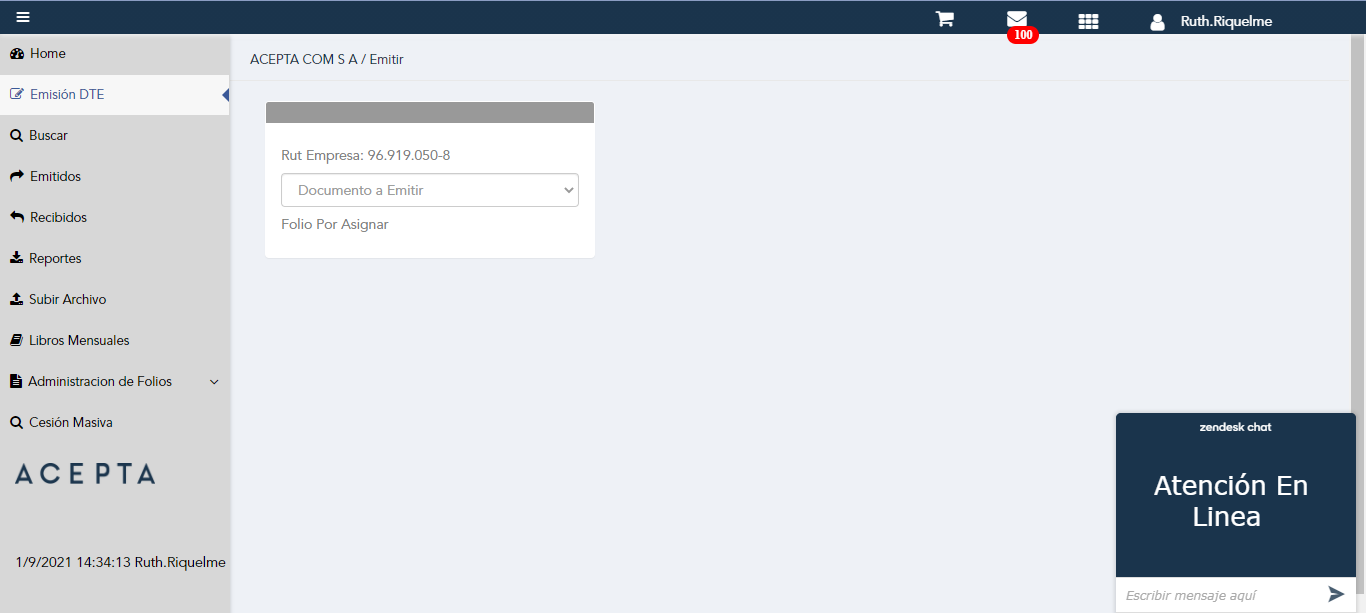 100
Ruth.Riquelme
Home
Emisión DTE
Buscar
Emitidos
Recibidos
Reportes
Subir Archivo
Libros Mensuales
Administracion de Folios
Cesión Masiva
ACEPTA
1/9/2021 14:34:13 Ruth.Riquelme
ACEPTA COM S A / Emitir
Rut Empresa: 96.919.050-8
Documento a Emitir
Folio Por Asignar
zendesk chat
Atención En
Linea
Escribir mensaje aquí